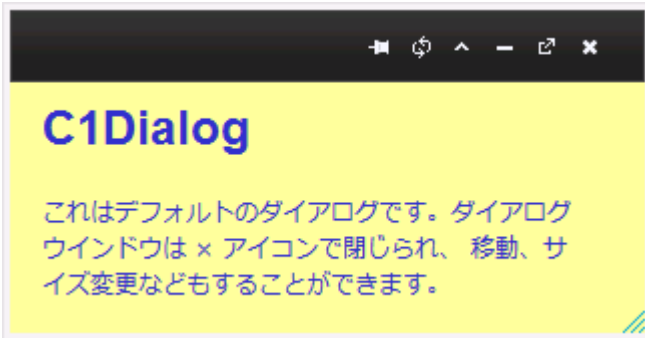 C1Dialog
これはデフォルトのダイアログです。ダイアログ
ウインドウは × アイコンで閉じられ、 移動、サ
イズ変更などもすることができます。